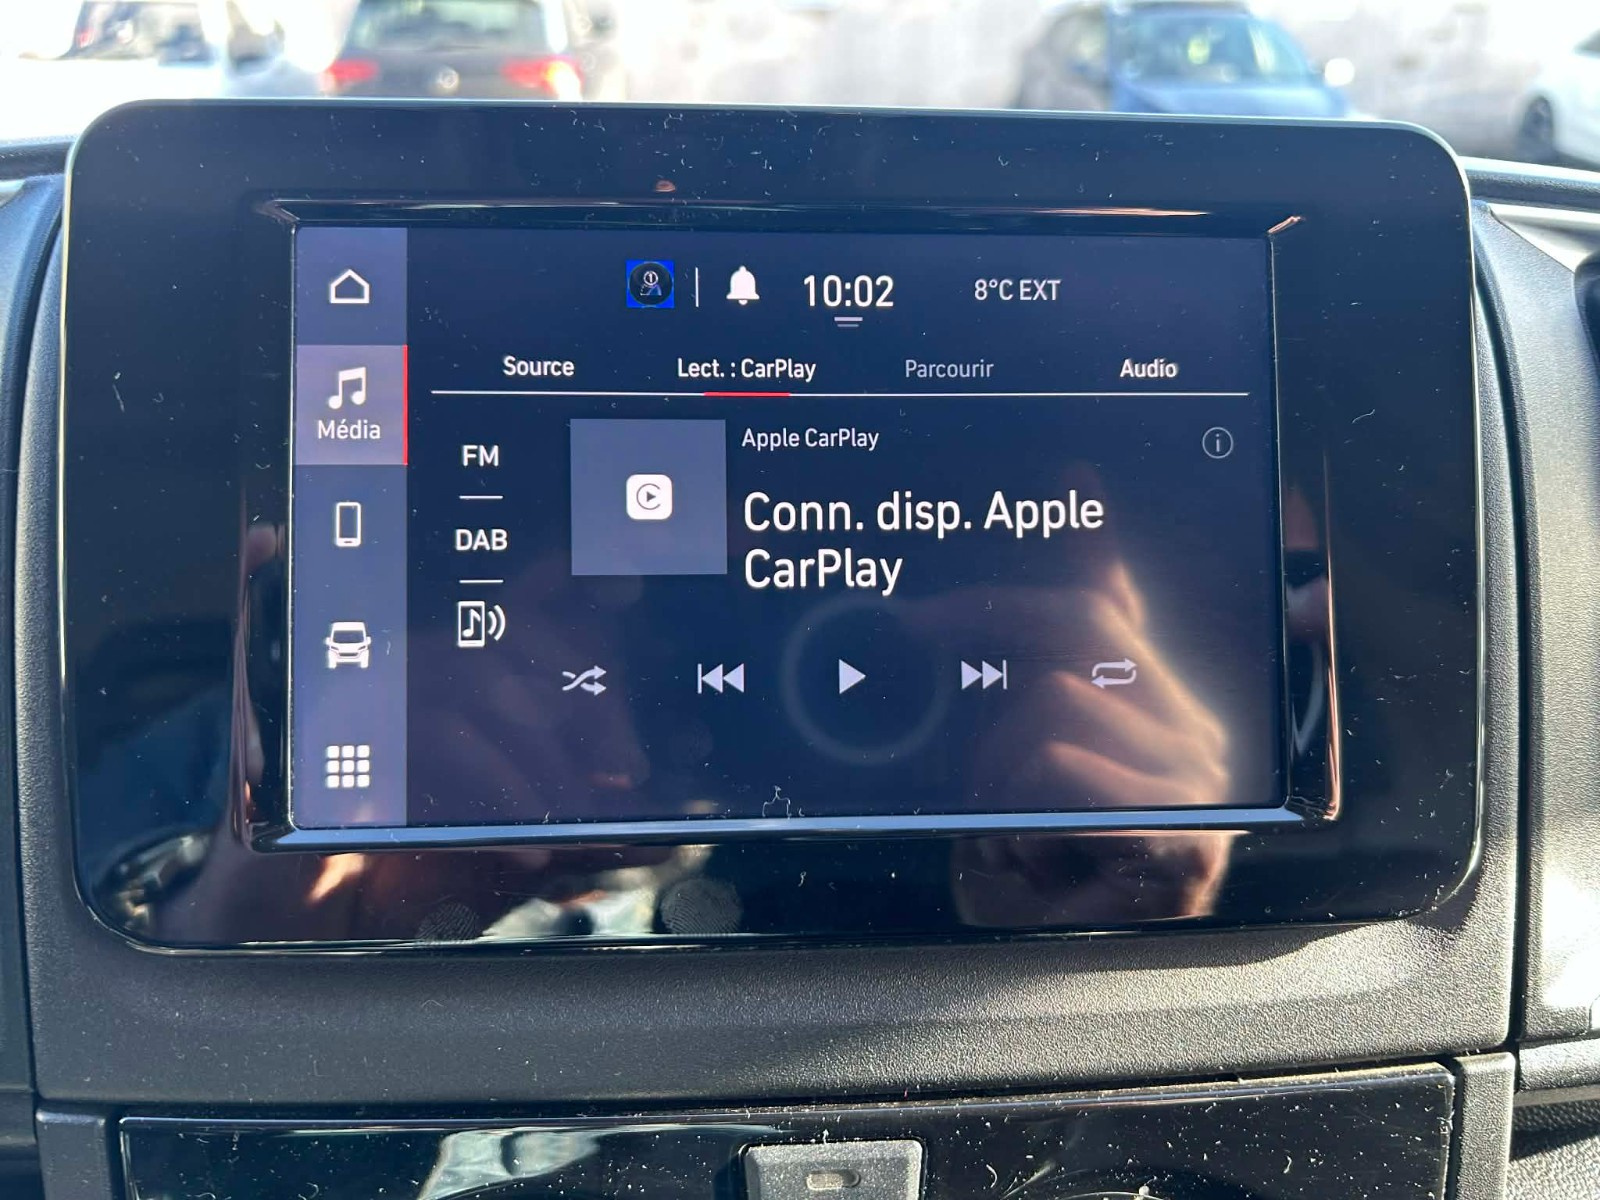 10:02
8°C EXT
Source
Lect. : CarPlay
Parcourir
Audio
Média
FM
DAB
Apple CarPlay
Conn. disp. Apple
CarPlay